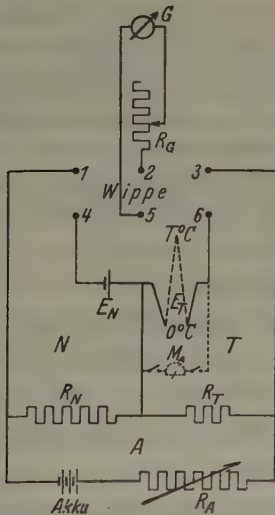 G
R_G
1 2 3
Wippe
4 5 6
T°C
E_N E_T
0°C
N M_A T
R_N R_T
A
Akku R_A